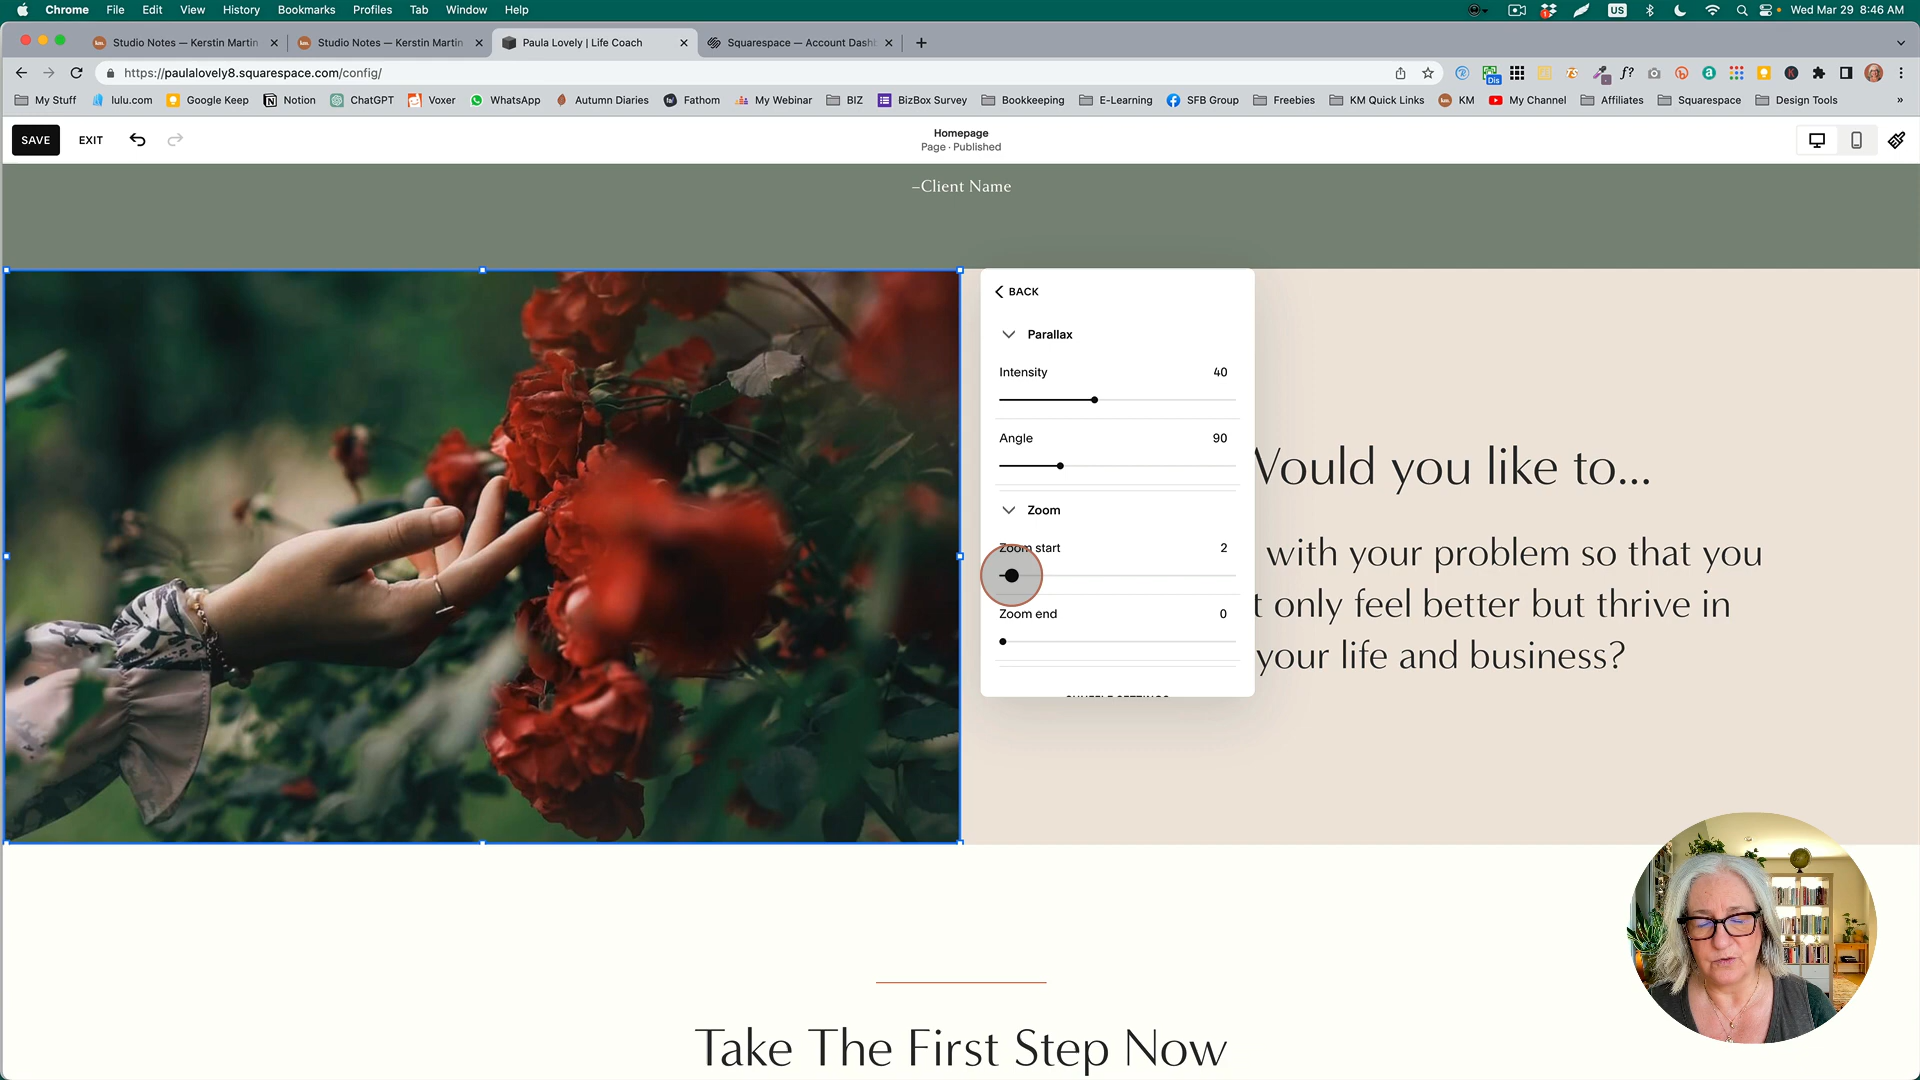 Chrome File Edit View History Bookmarks Profiles Tab Window Help US Wed Mar 29 8:46 AM
Studio Notes — Kerstin Martin Studio Notes — Kerstin Martin Paula Lovely | Life Coach Squarespace — Account Dashb
https://paulalovely8.squarespace.com/config/
My Stuff lulu.com Google Keep Notion ChatGPT Voxer WhatsApp Autumn Diaries Fathom My Webinar BIZ BizBox Survey Bookkeeping E-Learning SFB Group Freebies KM Quick Links KM My Channel Affiliates Squarespace Design Tools »
SAVE EXIT
Homepage
Page · Published
–Client Name
BACK
Parallax
Intensity 40
Angle 90
Zoom
Zoom start 2
Zoom end 0
Would you like to...
with your problem so that you
only feel better but thrive in
your life and business?
Take The First Step Now